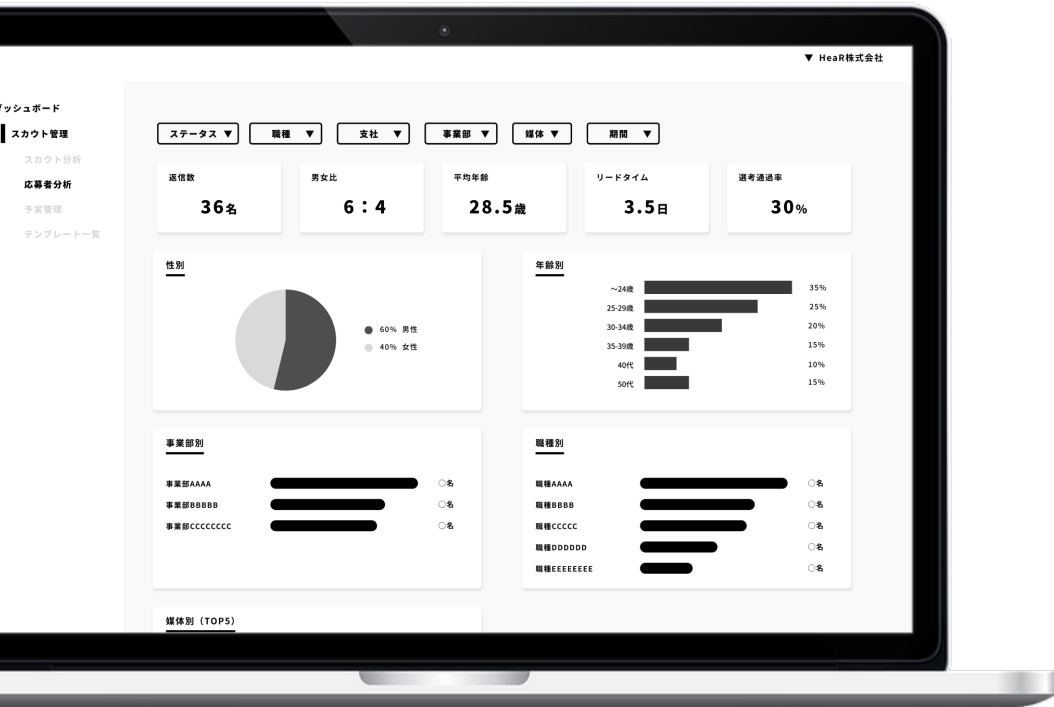 ▼ HeaR株式会社
ダッシュボード
スカウト管理
スカウト分析
応募者分析
予実管理
テンプレート一覧
ステータス ▼ 職種 ▼ 支社 ▼ 事業部 ▼ 媒体 ▼ 期間 ▼
返信数
36名
男女比
6：4
平均年齢
28.5歳
リードタイム
3.5日
選考通過率
30%
性別
60% 男性
40% 女性
年齢別
〜24歳 35%
25-29歳 25%
30-34歳 20%
35-39歳 15%
40代 10%
50代 15%
事業部別
事業部AAAA 〇名
事業部BBBBB 〇名
事業部CCCCCCCC 〇名
職種別
職種AAAA 〇名
職種BBBB 〇名
職種CCCCC 〇名
職種DDDDDD 〇名
職種EEEEEEEE 〇名
媒体別（TOP5）